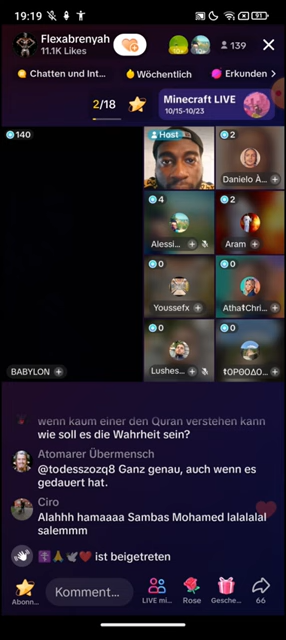 19:19
91
Flexabrenyah
11.1K Likes
10+
139
Chatten und Int...
Wöchentlich
Erkunden
2/18
Minecraft LIVE
10/15-10/23
140
Host
2
Danielo À...
4
Alessi...
2
Aram
0
Youssefx
0
Atha✝Chri...
BABYLON
0
Lushes...
0
✝ΟΡΘΟΔΟ...
wenn kaum einer den Quran verstehen kann
wie soll es die Wahrheit sein?
Atomarer Übermensch
@todesszozq8 Ganz genau, auch wenn es
gedauert hat.
Ciro
Alahhh hamaaaa Sambas Mohamed lalalalal
salemmm
ist beigetreten
Komment...
Abonn...
LIVE mi...
Rose
Gesche...
66